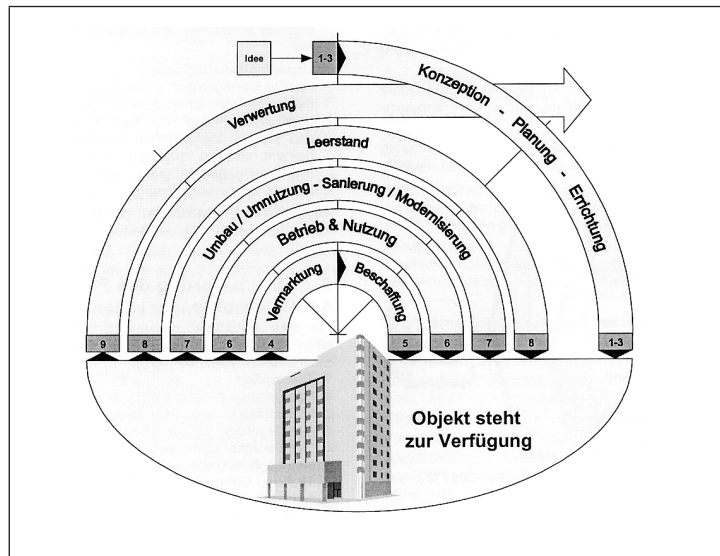 Idee
1-3
Konzeption - Planung - Errichtung
Verwertung
Leerstand
Umbau / Umnutzung - Sanierung / Modernisierung
Betrieb & Nutzung
Vermarktung
Beschaffung
9 8 7 6 4 5 6 7 8 1-3
Objekt steht
zur Verfügung